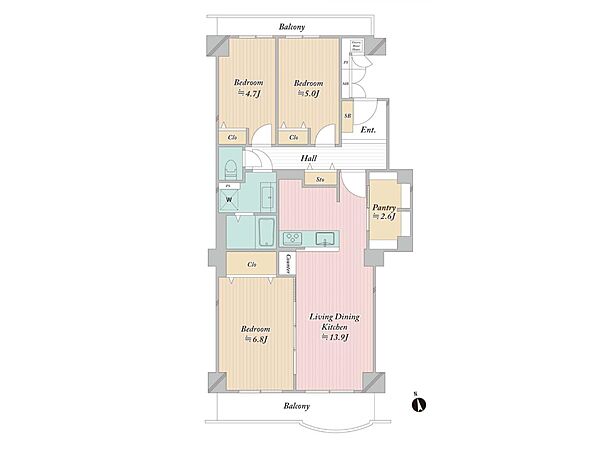 Balcony
Bedroom
≒4.7J
Bedroom
≒5.0J
PS
MB
SB
Ent.
Clo
Clo
Hall
Sto
PS
W
Pantry
≒2.6J
Clo
Counter
Living Dining
Kitchen
≒13.9J
Bedroom
≒6.8J
Balcony
N